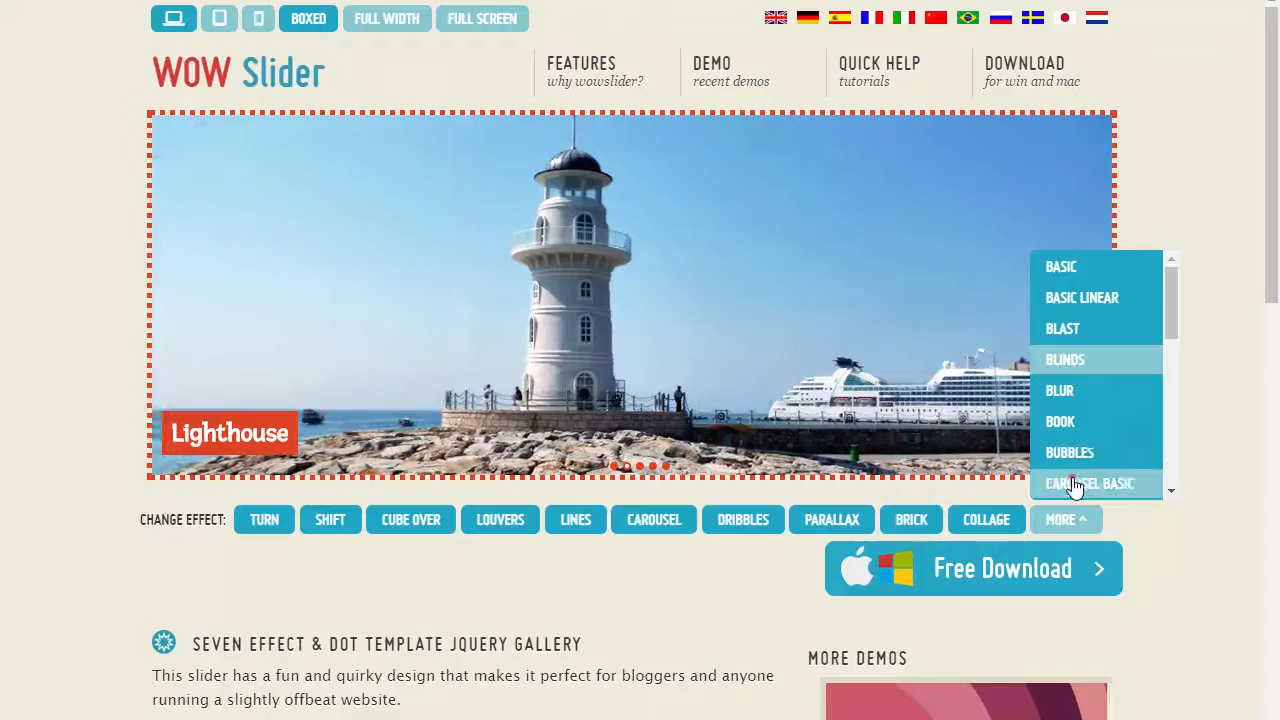 BOXED FULL WIDTH FULL SCREEN
WOW Slider
FEATURES
why wowslider?
DEMO
recent demos
QUICK HELP
tutorials
DOWNLOAD
for win and mac
Lighthouse
BASIC
BASIC LINEAR
BLAST
BLINDS
BLUR
BOOK
BUBBLES
CAROUSEL BASIC
CHANGE EFFECT: TURN SHIFT CUBE OVER LOUVERS LINES CAROUSEL DRIBBLES PARALLAX BRICK COLLAGE MORE ^
Free Download >
SEVEN EFFECT & DOT TEMPLATE JQUERY GALLERY
This slider has a fun and quirky design that makes it perfect for bloggers and anyone
running a slightly offbeat website.
MORE DEMOS